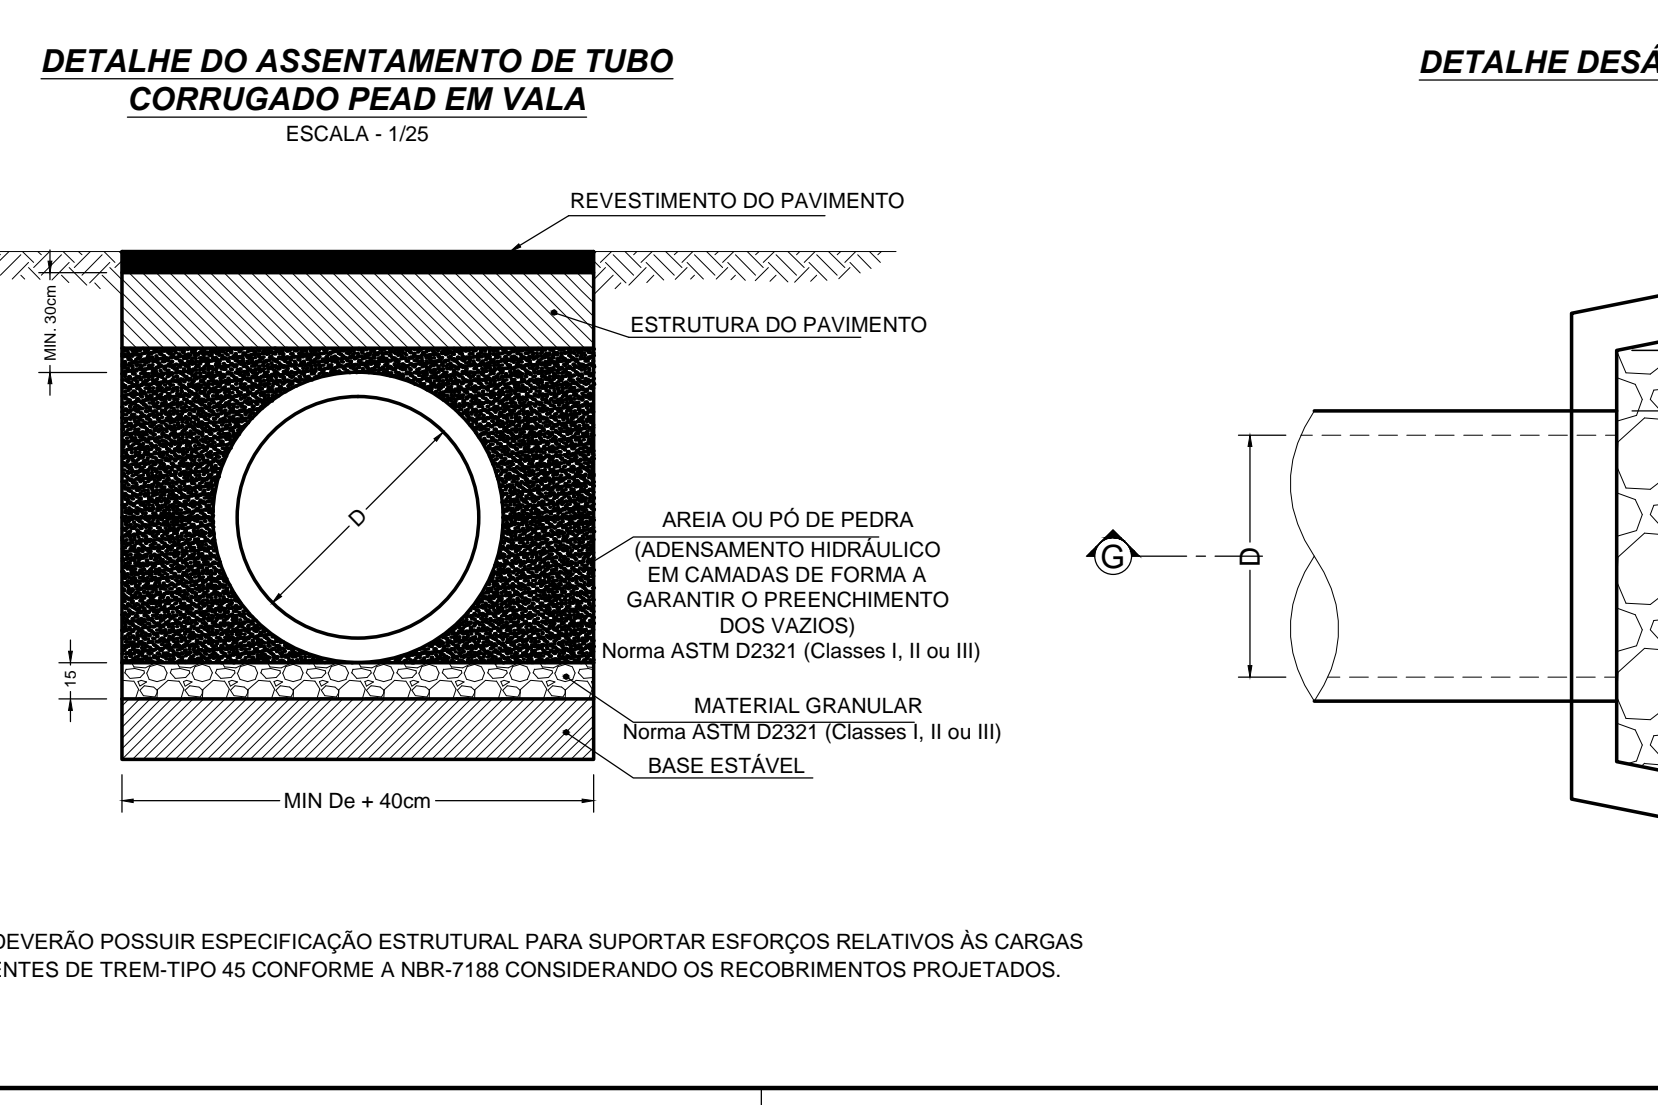 DETALHE DO ASSENTAMENTO DE TUBO
CORRUGADO PEAD EM VALA
ESCALA - 1/25
REVESTIMENTO DO PAVIMENTO
MIN. 30cm
ESTRUTURA DO PAVIMENTO
D
AREIA OU PÓ DE PEDRA
(ADENSAMENTO HIDRÁULICO
EM CAMADAS DE FORMA A
GARANTIR O PREENCHIMENTO
DOS VAZIOS)
Norma ASTM D2321 (Classes I, II ou III)
15
MATERIAL GRANULAR
Norma ASTM D2321 (Classes I, II ou III)
BASE ESTÁVEL
MIN De + 40cm
DEVERÃO POSSUIR ESPECIFICAÇÃO ESTRUTURAL PARA SUPORTAR ESFORÇOS RELATIVOS ÀS CARGAS
ENTES DE TREM-TIPO 45 CONFORME A NBR-7188 CONSIDERANDO OS RECOBRIMENTOS PROJETADOS.
DETALHE DESÁ
G
D